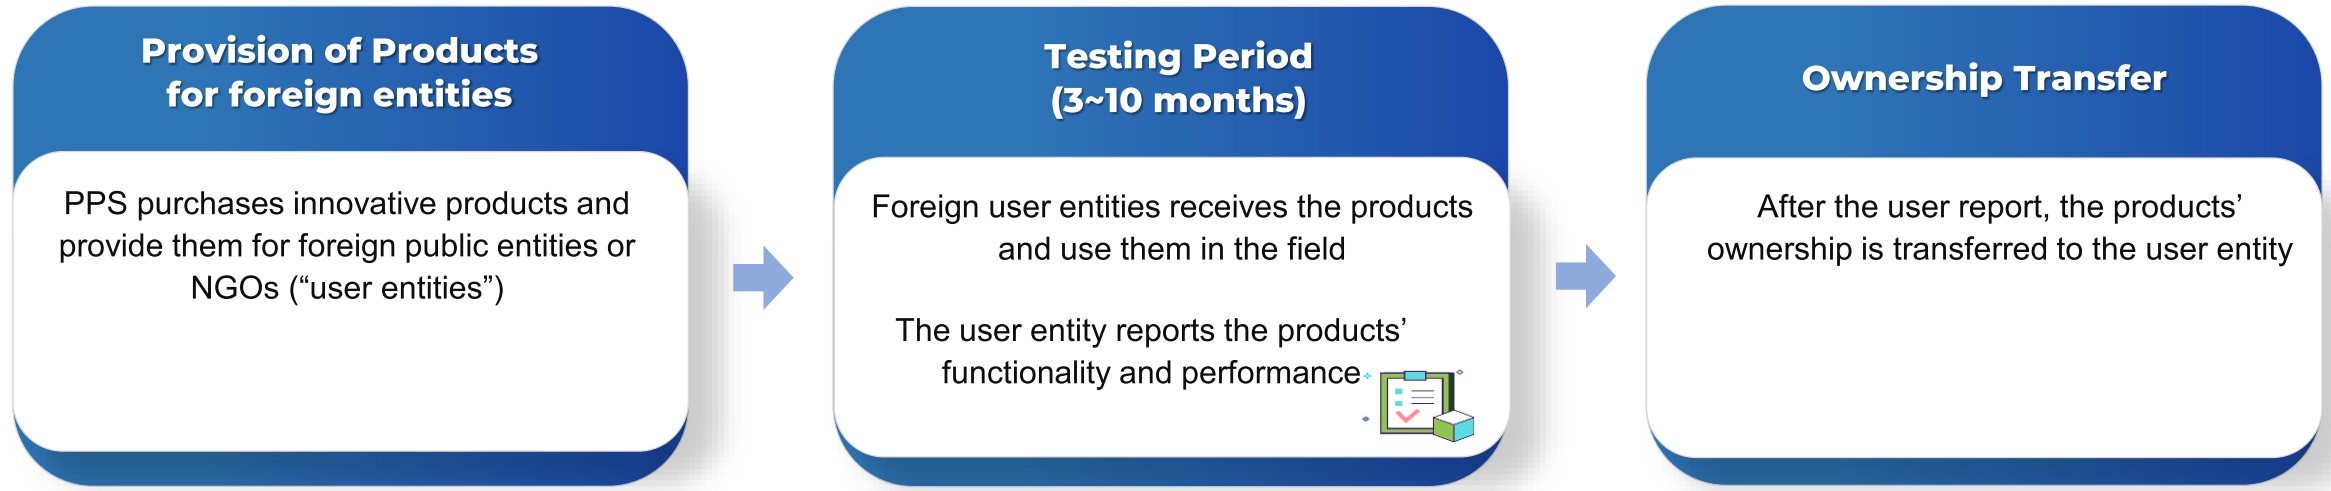 Provision of Products
for foreign entities
PPS purchases innovative products and
provide them for foreign public entities or
NGOs (“user entities”)
Testing Period
(3~10 months)
Foreign user entities receives the products
and use them in the field
The user entity reports the products’
functionality and performance
Ownership Transfer
After the user report, the products’
ownership is transferred to the user entity